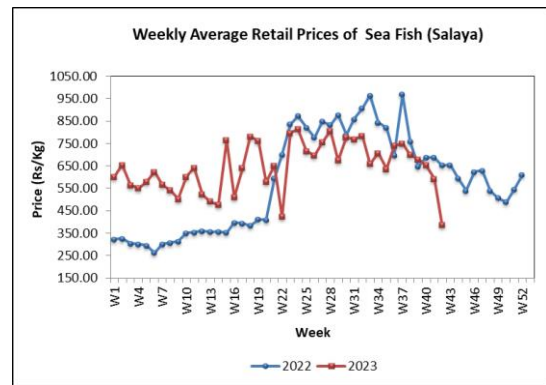 Weekly Average Retail Prices of Sea Fish (Salaya)
1050.00
950.00
850.00
750.00
650.00
550.00
450.00
350.00
250.00
150.00
Price (Rs/Kg)
W1
W4
W7
W10
W13
W16
W19
W22
W25
W28
W31
W34
W37
W40
W43
W46
W49
W52
Week
2022
2023